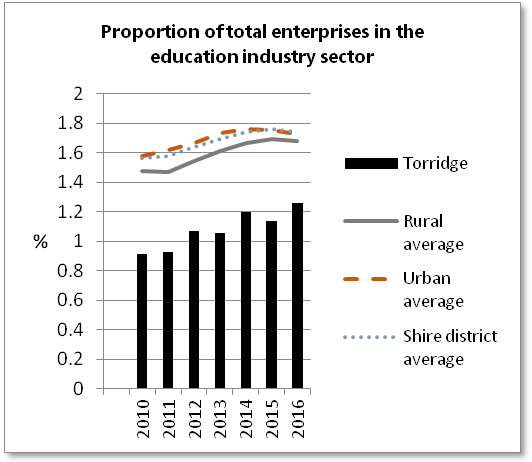 Proportion of total enterprises in the
education industry sector
2
1.8
1.6
1.4
1.2
1
0.8
0.6
0.4
0.2
0
%
2010
2011
2012
2013
2014
2015
2016
Torridge
Rural
average
Urban
average
Shire district
average